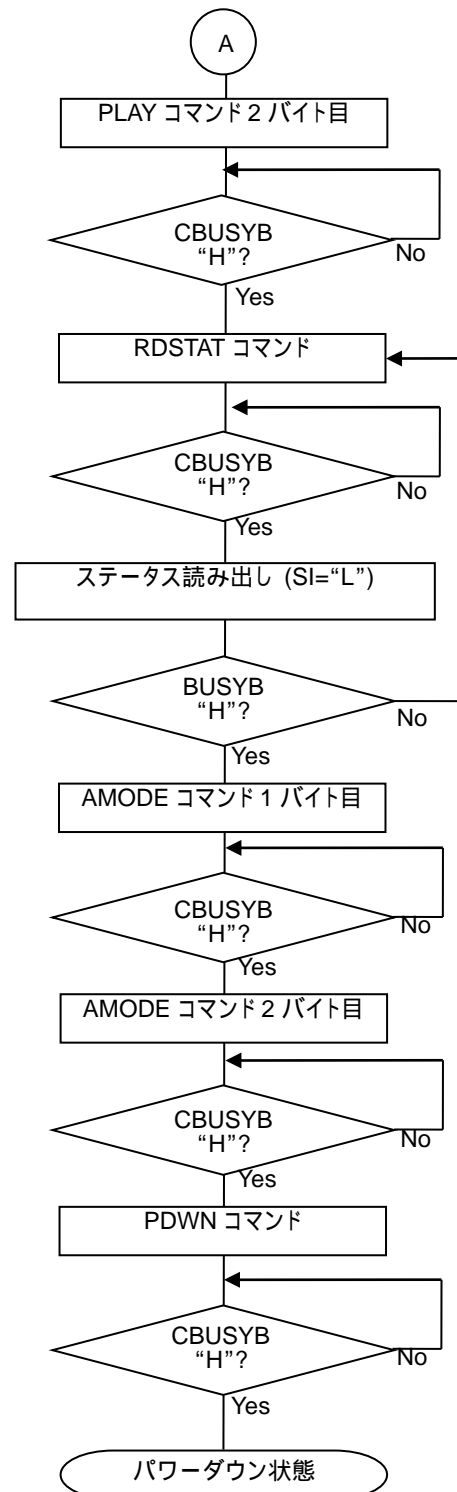 A
PLAY コマンド 2 バイト目
CBUSYB
“H”?
No
Yes
RDSTAT コマンド
CBUSYB
“H”?
No
Yes
ステータス読み出し (SI=“L”)
BUSYB
“H”?
No
Yes
AMODE コマンド 1 バイト目
CBUSYB
“H”?
No
Yes
AMODE コマンド 2 バイト目
CBUSYB
“H”?
No
Yes
PDWN コマンド
CBUSYB
“H”?
No
Yes
パワーダウン状態